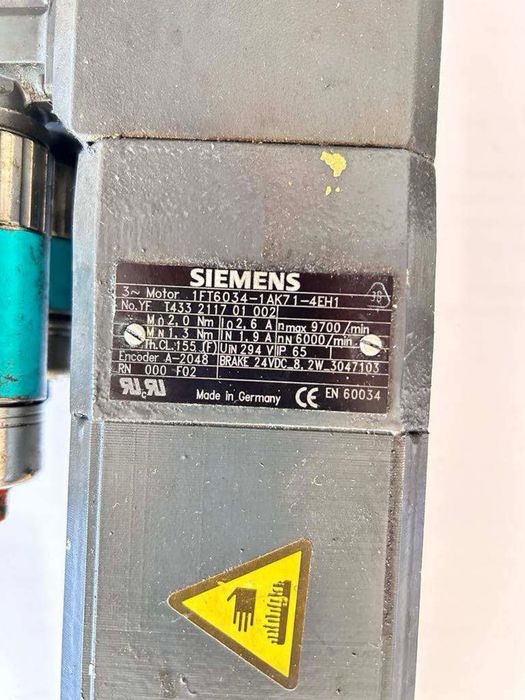 SIEMENS
3~ Motor 1FT6034-1AK71-4EH1
No.YF T433 2117 01 002
M₀ 2,0 Nm I₀ 2,6 A nmax 9700/min
MN 1,3 Nm IN 1,9 A nN 6000/min
Th.CL.155 (F) UN 294 V IP 65
Encoder A-2048 BRAKE 24VDC 8,2W 3047103
RN 000 F02
Made in Germany CE EN 60034